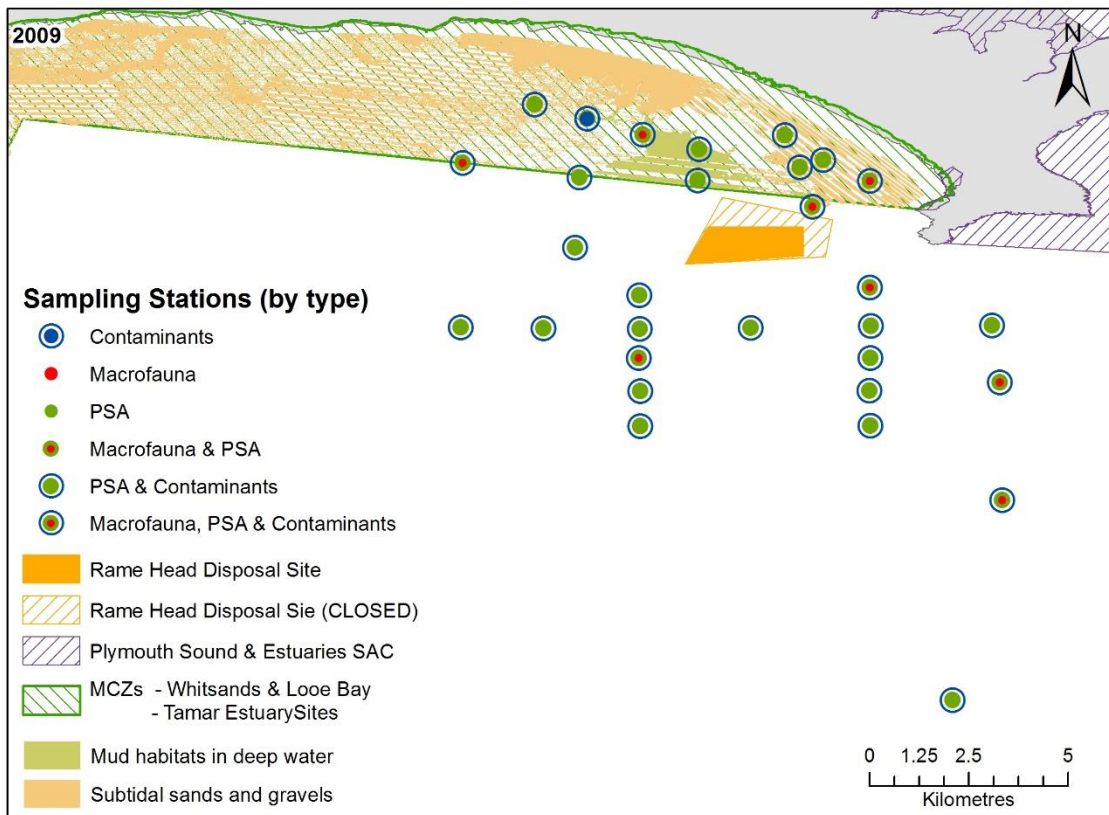 2009
N
Sampling Stations (by type)
Contaminants
Macrofauna
PSA
Macrofauna & PSA
PSA & Contaminants
Macrofauna, PSA & Contaminants
Rame Head Disposal Site
Rame Head Disposal Sie (CLOSED)
Plymouth Sound & Estuaries SAC
MCZs - Whitsands & Looe Bay
- Tamar EstuarySites
Mud habitats in deep water
Subtidal sands and gravels
0 1.25 2.5 5
Kilometres